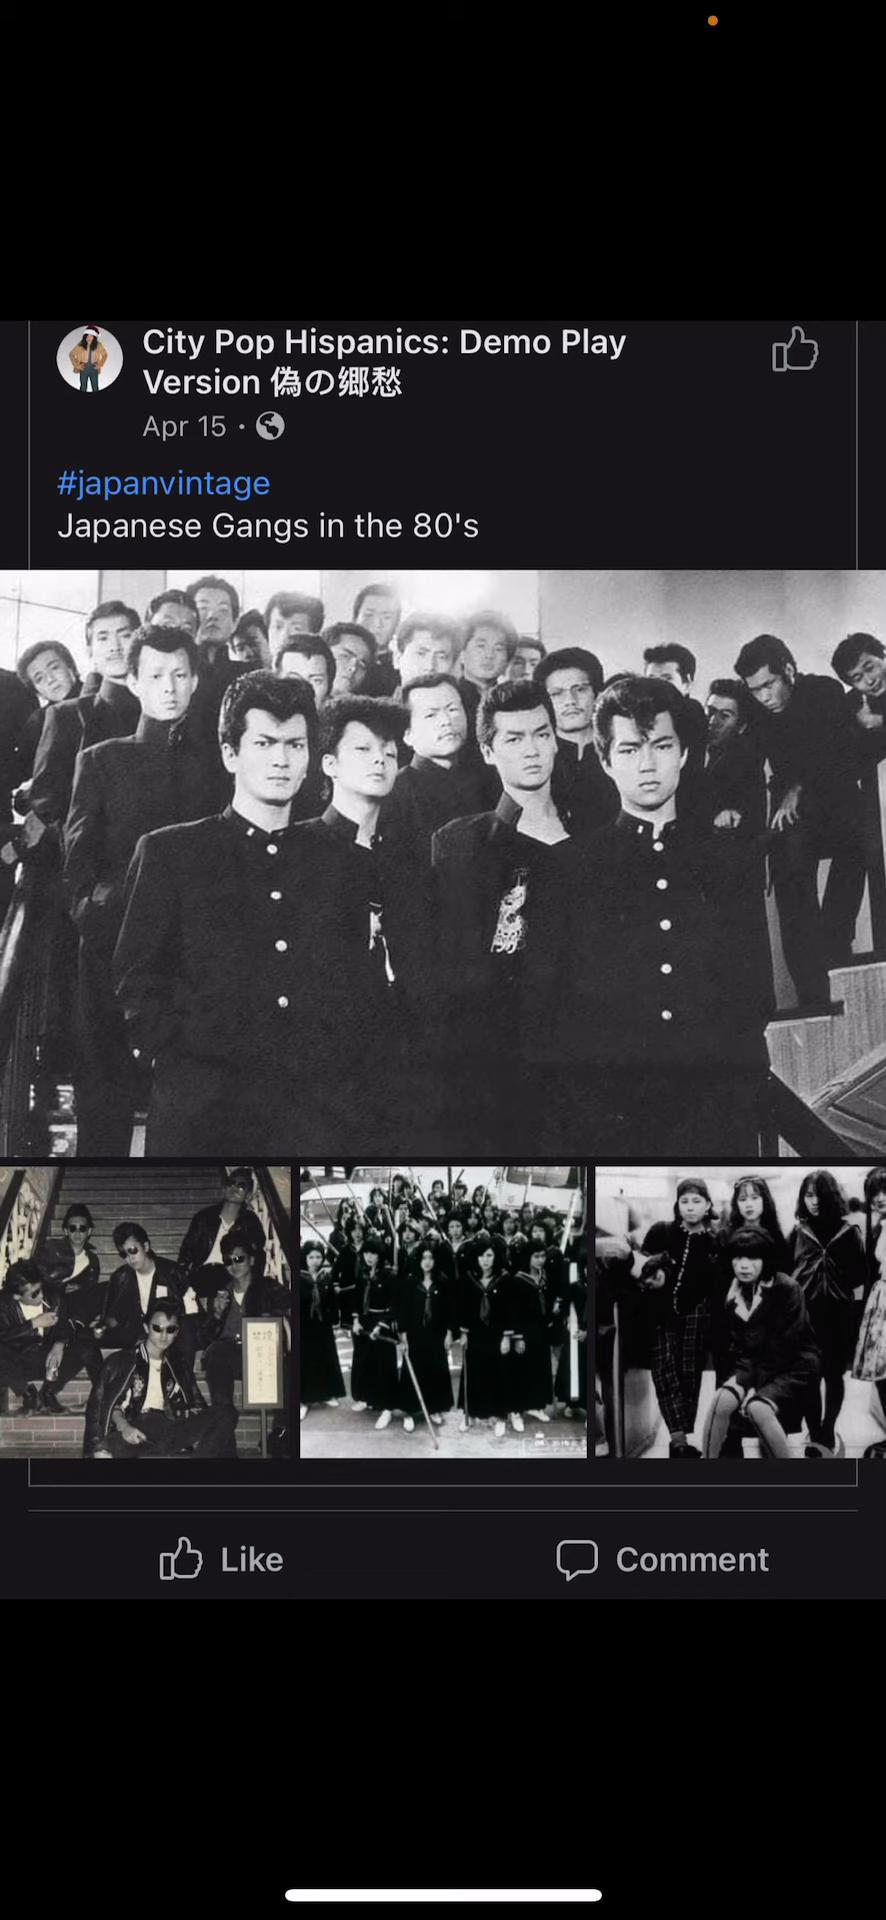 City Pop Hispanics: Demo Play
Version 偽の郷愁
Apr 15 ·
#japanvintage
Japanese Gangs in the 80's
Like
Comment